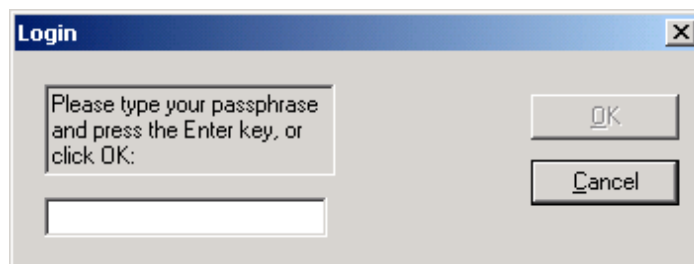 Login
Please type your passphrase
and press the Enter key, or
click OK:
OK
Cancel